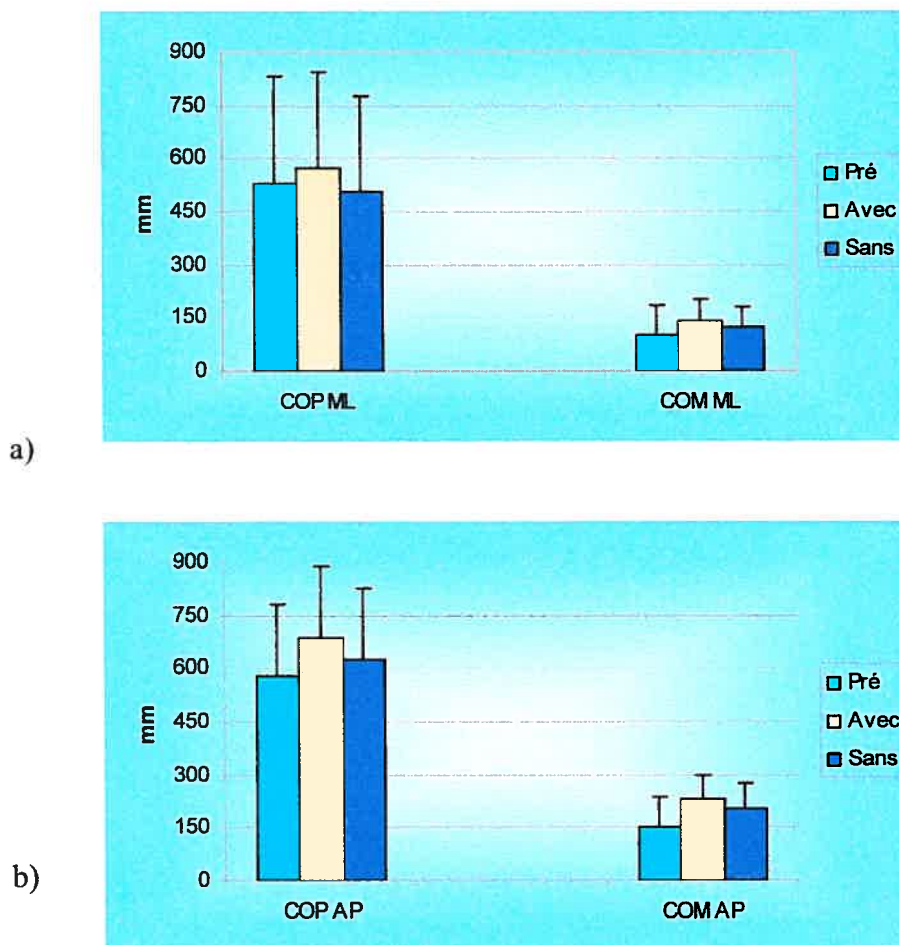 900
750
600
450
300
150
0
mm
COP ML
COM ML
Pré
Avec
Sans
a)
900
750
600
450
300
150
0
mm
COP AP
COM AP
Pré
Avec
Sans
b)